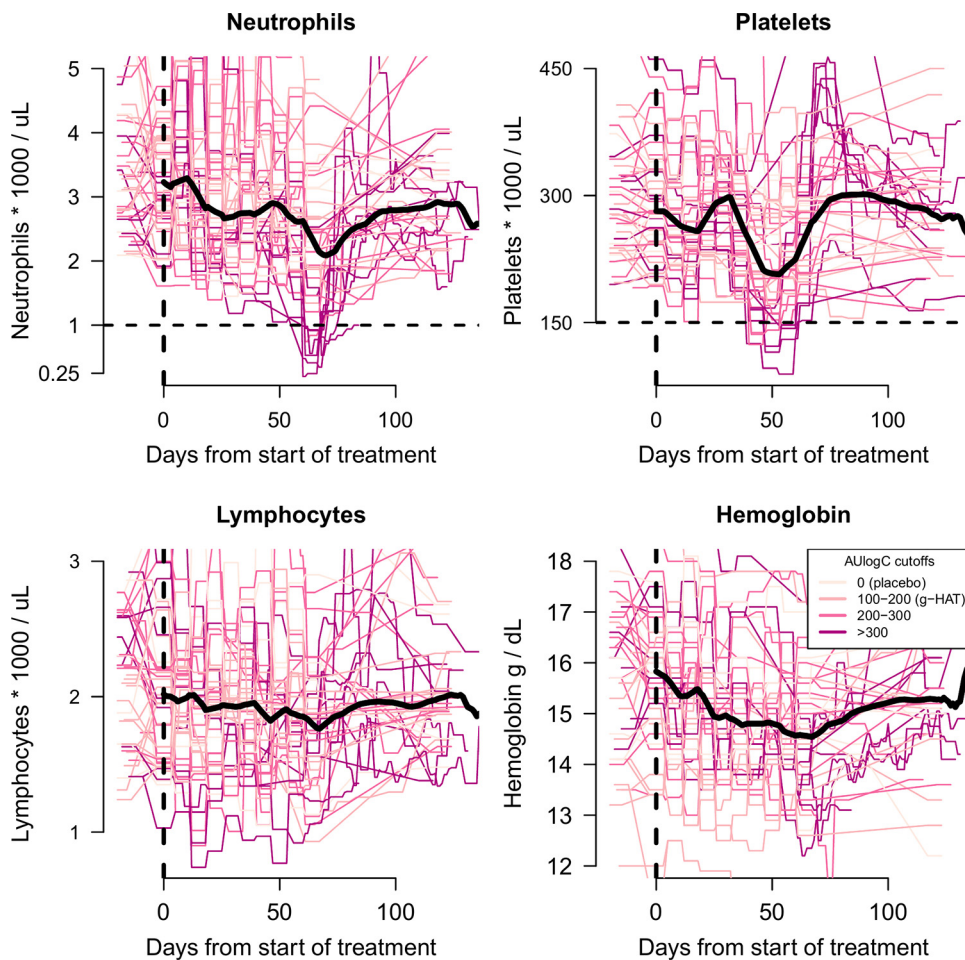 Neutrophils
Neutrophils * 1000 / uL
5
4
3
2
1
0.25
0 50 100
Days from start of treatment
Platelets
Platelets * 1000 / uL
450
300
150
0 50 100
Days from start of treatment
Lymphocytes
Lymphocytes * 1000 / uL
3
2
1
0 50 100
Days from start of treatment
Hemoglobin
Hemoglobin g / dL
18
17
16
15
14
13
12
AUlogC cutoffs
0 (placebo)
100−200 (g−HAT)
200−300
>300
0 50 100
Days from start of treatment